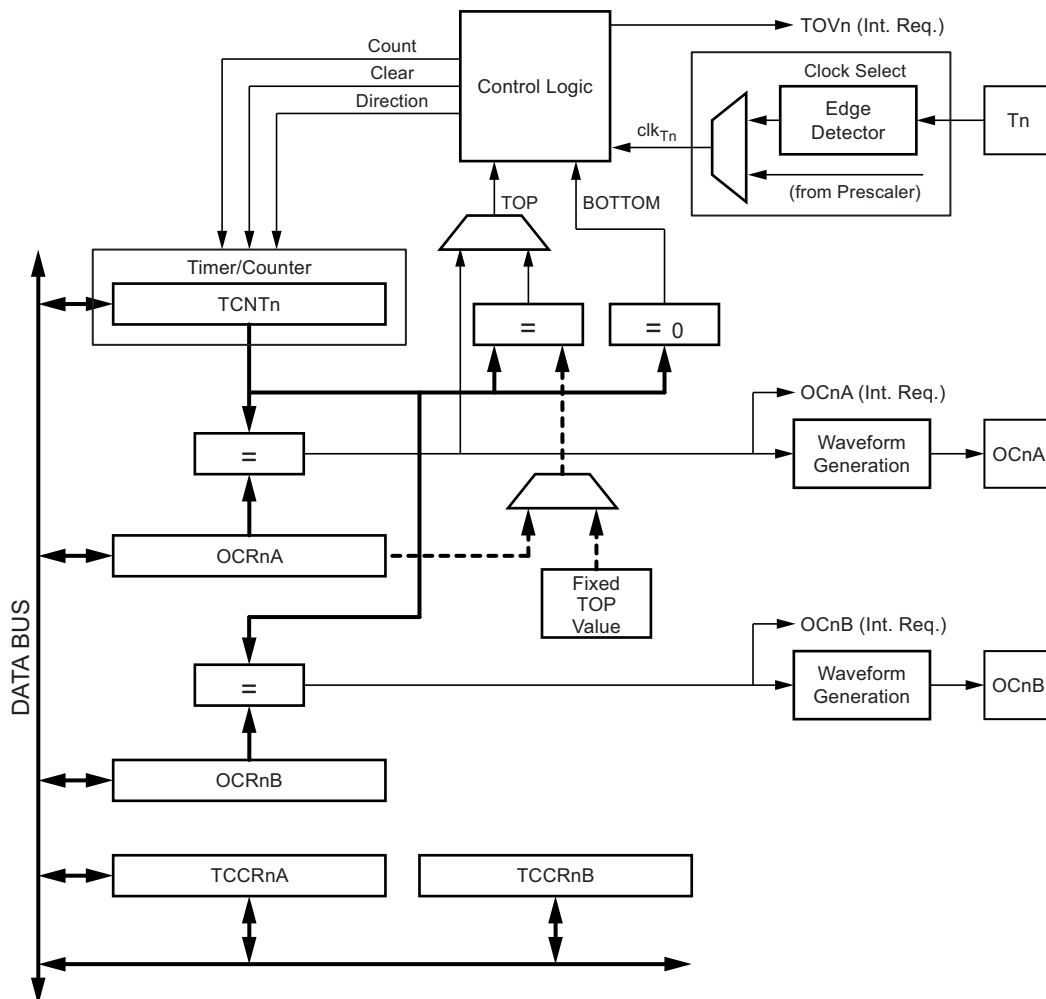 TOVn (Int. Req.)
Count
Clear
Direction
Control Logic
Clock Select
Edge
Detector
Tn
clkTn
(from Prescaler)
TOP
BOTTOM
Timer/Counter
TCNTn
=
= 0
OCnA (Int. Req.)
=
Waveform
Generation
OCnA
OCRnA
Fixed
TOP
Value
DATA BUS
OCnB (Int. Req.)
=
Waveform
Generation
OCnB
OCRnB
TCCRnA
TCCRnB